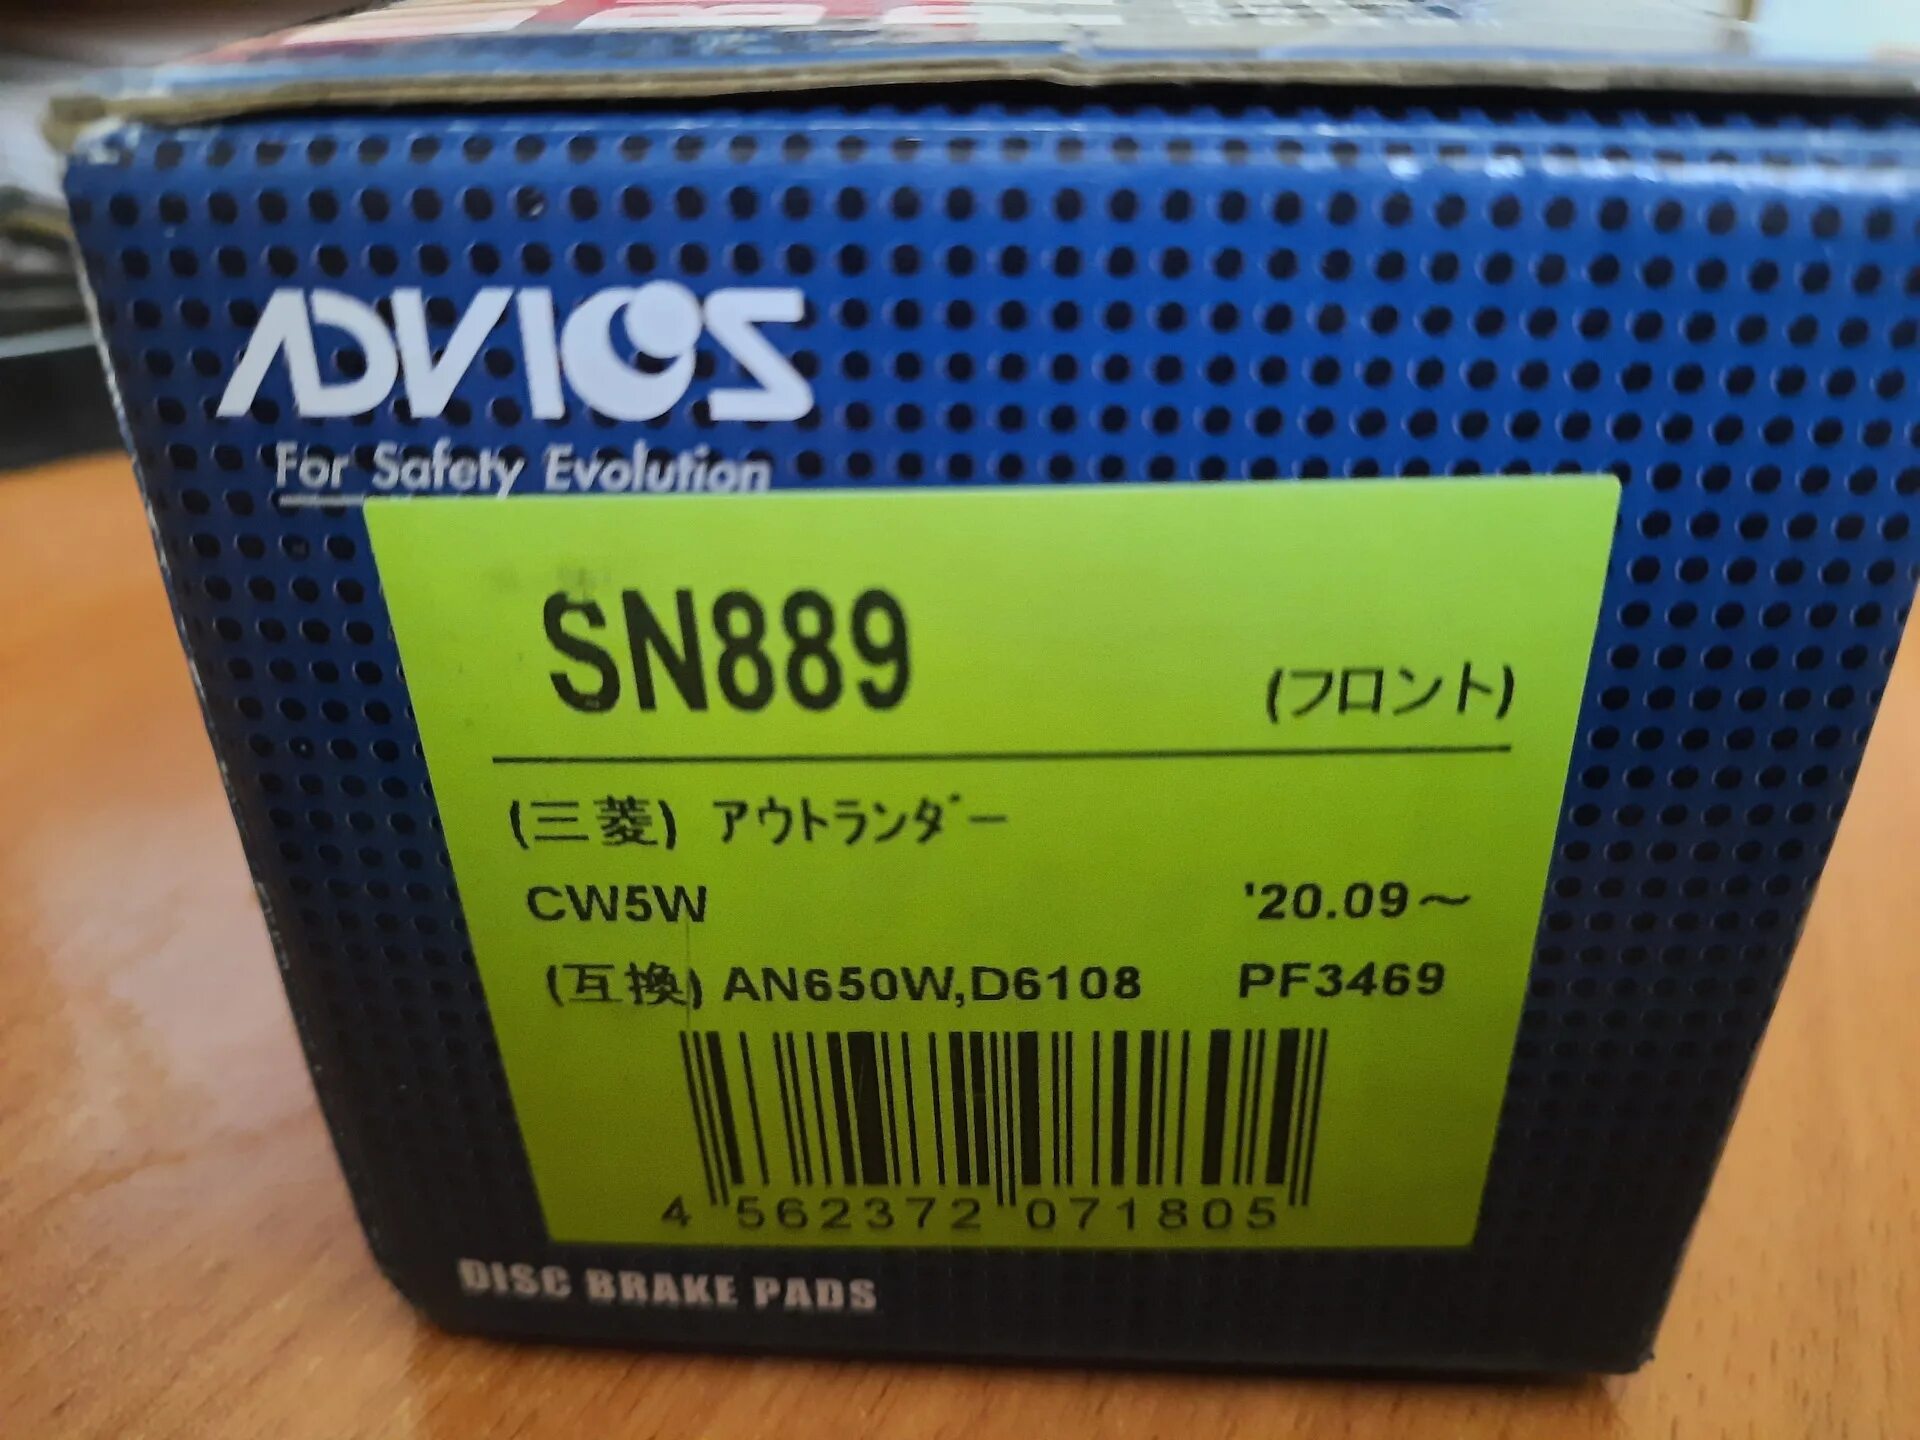 ADVICS
For Safety Evolution
SN889
(フロント)
(三菱) アウトランダー
CW5W '20.09～
(互換) AN650W,D6108 PF3469
4 562372 071805
DISC BRAKE PADS